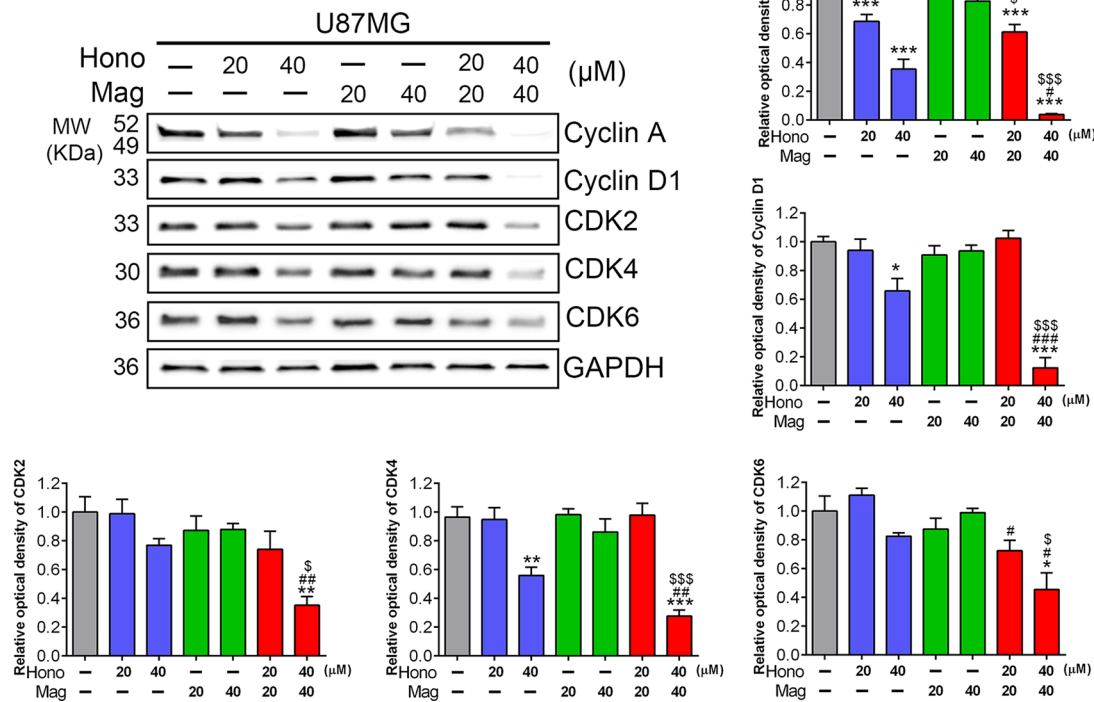 U87MG
Hono — 20 40 — — 20 40 (μM)
Mag — — — 20 40 20 40
MW (KDa)
52 Cyclin A
49
33 Cyclin D1
33 CDK2
30 CDK4
36 CDK6
36 GAPDH
Relative optical density
0.8
0.6
0.4
0.2
0.0
***
***
$
***
$$$
#
***
Hono — 20 40 — — 20 40 (μM)
Mag — — — 20 40 20 40
Relative optical density of Cyclin D1
1.2
1.0
0.8
0.6
0.4
0.2
0.0
*
$$$
###
***
Hono — 20 40 — — 20 40 (μM)
Mag — — — 20 40 20 40
Relative optical density of CDK2
1.2
1.0
0.8
0.6
0.4
0.2
0.0
$
##
**
Hono — 20 40 — — 20 40 (μM)
Mag — — — 20 40 20 40
Relative optical density of CDK4
1.2
1.0
0.8
0.6
0.4
0.2
0.0
**
$$$
##
***
Hono — 20 40 — — 20 40 (μM)
Mag — — — 20 40 20 40
Relative optical density of CDK6
1.2
1.0
0.8
0.6
0.4
0.2
0.0
#
$
#
*
Hono — 20 40 — — 20 40 (μM)
Mag — — — 20 40 20 40